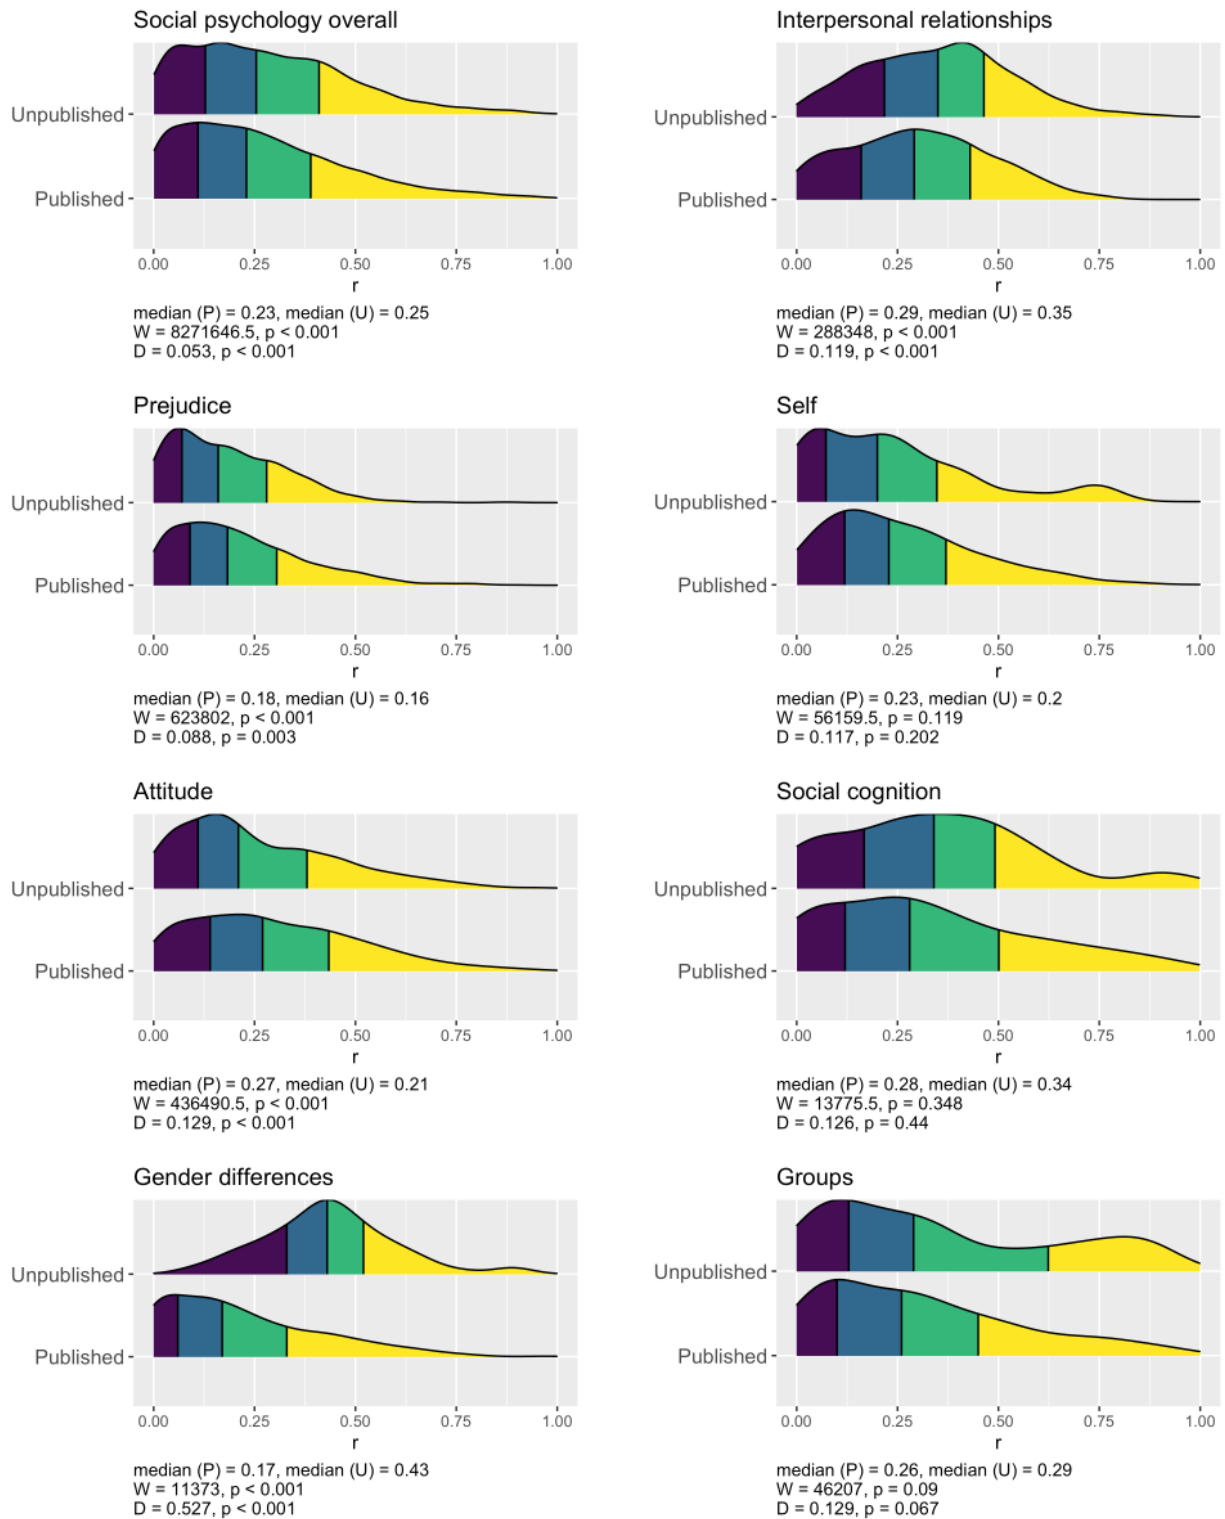 Social psychology overall
Unpublished
Published
0.00 0.25 0.50 0.75 1.00
r
median (P) = 0.23, median (U) = 0.25
W = 8271646.5, p < 0.001
D = 0.053, p < 0.001
Interpersonal relationships
Unpublished
Published
0.00 0.25 0.50 0.75 1.00
r
median (P) = 0.29, median (U) = 0.35
W = 288348, p < 0.001
D = 0.119, p < 0.001
Prejudice
Unpublished
Published
0.00 0.25 0.50 0.75 1.00
r
median (P) = 0.18, median (U) = 0.16
W = 623802, p < 0.001
D = 0.088, p = 0.003
Self
Unpublished
Published
0.00 0.25 0.50 0.75 1.00
r
median (P) = 0.23, median (U) = 0.2
W = 56159.5, p = 0.119
D = 0.117, p = 0.202
Attitude
Unpublished
Published
0.00 0.25 0.50 0.75 1.00
r
median (P) = 0.27, median (U) = 0.21
W = 436490.5, p < 0.001
D = 0.129, p < 0.001
Social cognition
Unpublished
Published
0.00 0.25 0.50 0.75 1.00
r
median (P) = 0.28, median (U) = 0.34
W = 13775.5, p = 0.348
D = 0.126, p = 0.44
Gender differences
Unpublished
Published
0.00 0.25 0.50 0.75 1.00
r
median (P) = 0.17, median (U) = 0.43
W = 11373, p < 0.001
D = 0.527, p < 0.001
Groups
Unpublished
Published
0.00 0.25 0.50 0.75 1.00
r
median (P) = 0.26, median (U) = 0.29
W = 46207, p = 0.09
D = 0.129, p = 0.067